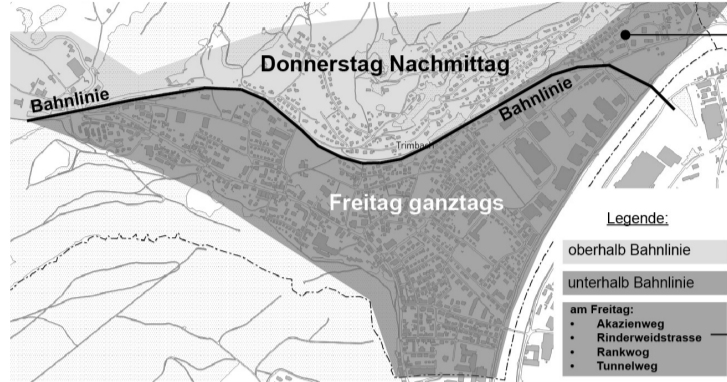 Donnerstag Nachmittag
Bahnlinie
Bahnlinie
Trimbach
Freitag ganztags
Legende:
oberhalb Bahnlinie
unterhalb Bahnlinie
am Freitag:
• Akazienweg
• Rinderweidstrasse
• Rankwog
• Tunnelweg